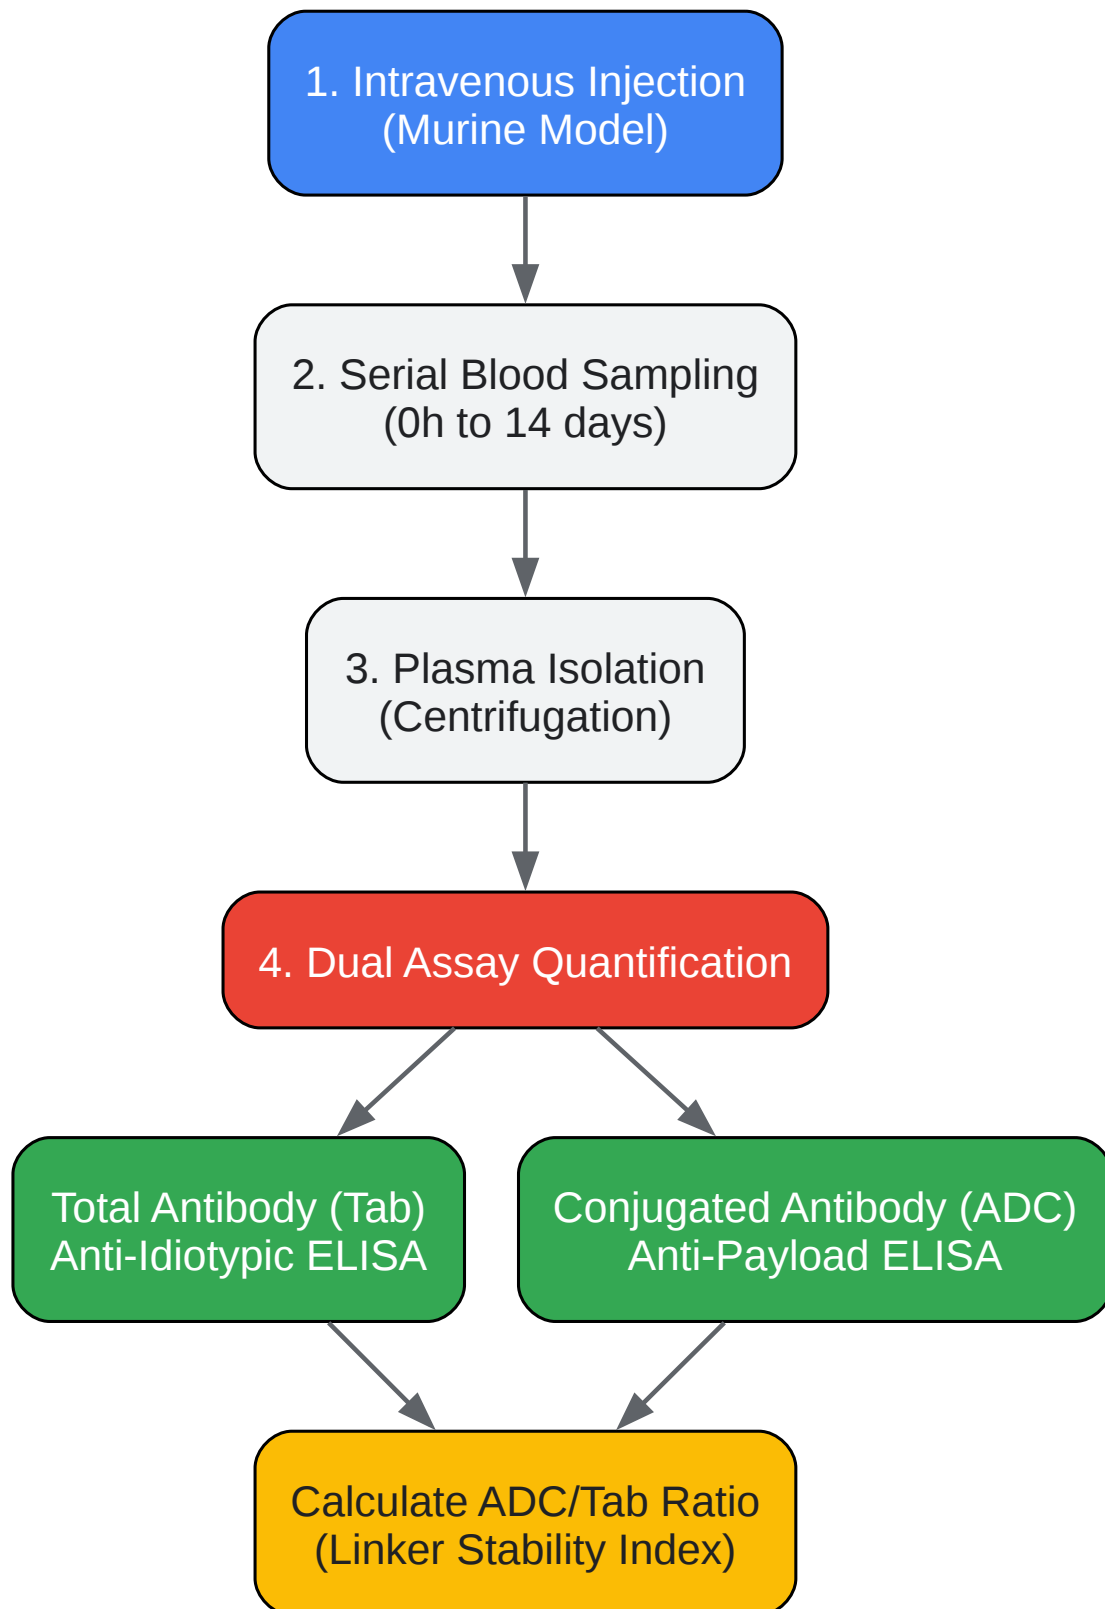 1. Intravenous Injection
(Murine Model)
2. Serial Blood Sampling
(0h to 14 days)
3. Plasma Isolation
(Centrifugation)
4. Dual Assay Quantification
Total Antibody (Tab)
Anti-Idiotypic ELISA
Conjugated Antibody (ADC)
Anti-Payload ELISA
Calculate ADC/Tab Ratio
(Linker Stability Index)